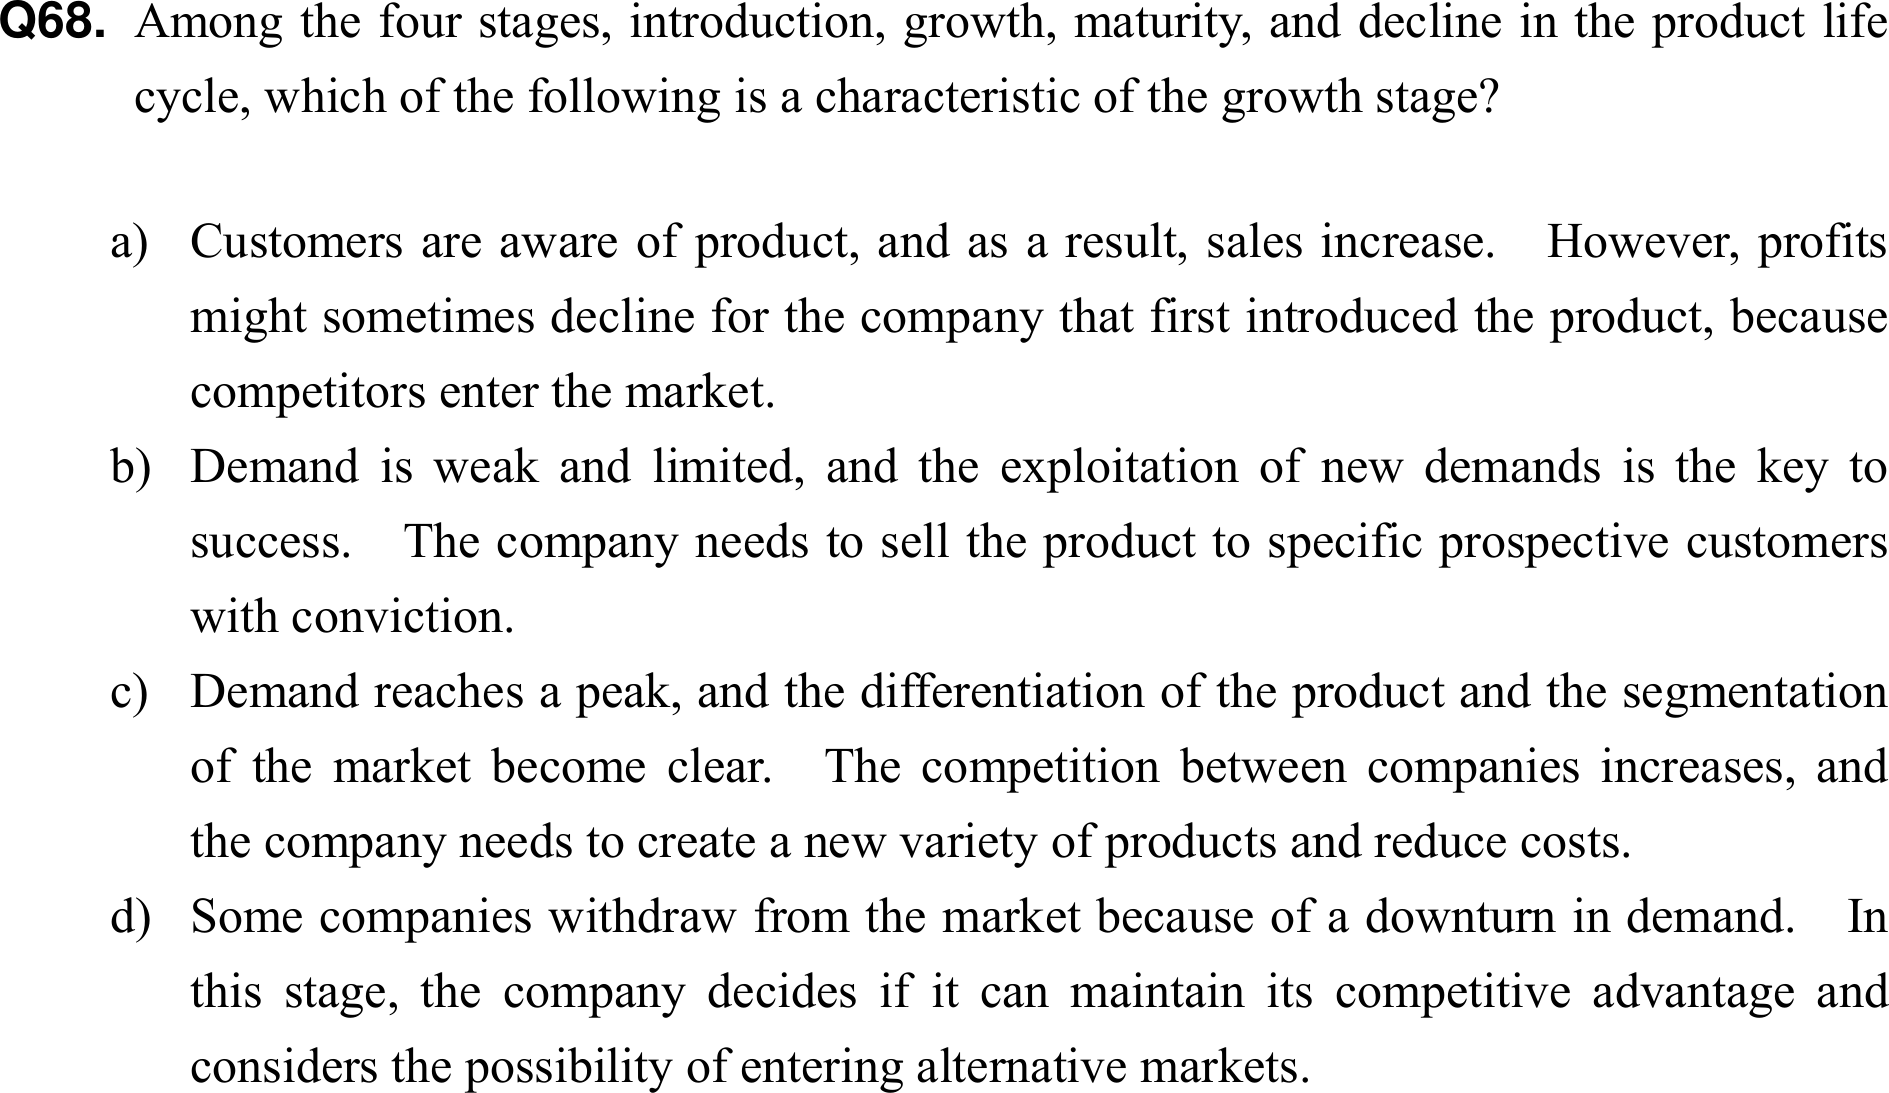 Q68. Among the four stages, introduction, growth, maturity, and decline in the product life
cycle, which of the following is a characteristic of the growth stage?
a) Customers are aware of product, and as a result, sales increase. However, profits
might sometimes decline for the company that first introduced the product, because
competitors enter the market.
b) Demand is weak and limited, and the exploitation of new demands is the key to
success. The company needs to sell the product to specific prospective customers
with conviction.
c) Demand reaches a peak, and the differentiation of the product and the segmentation
of the market become clear. The competition between companies increases, and
the company needs to create a new variety of products and reduce costs.
d) Some companies withdraw from the market because of a downturn in demand. In
this stage, the company decides if it can maintain its competitive advantage and
considers the possibility of entering alternative markets.